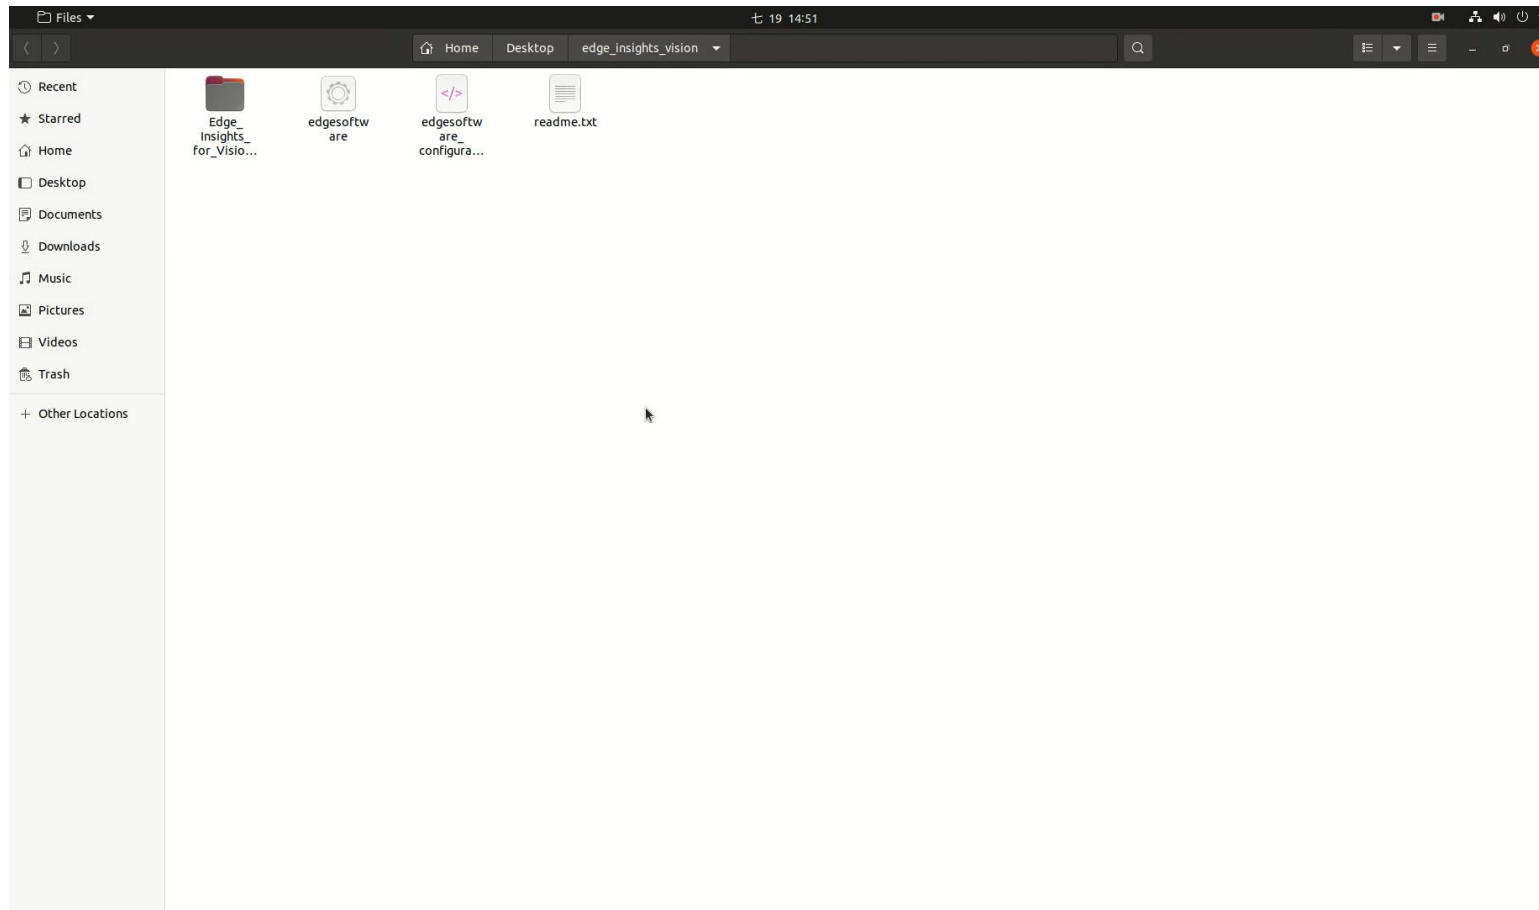 Files
七 19 14:51
Home
Desktop
edge_insights_vision
Recent
Starred
Home
Desktop
Documents
Downloads
Music
Pictures
Videos
Trash
Other Locations
Edge_
Insights_
for_Visio...
edgesoftw
are
edgesoftw
are_
configura...
readme.txt